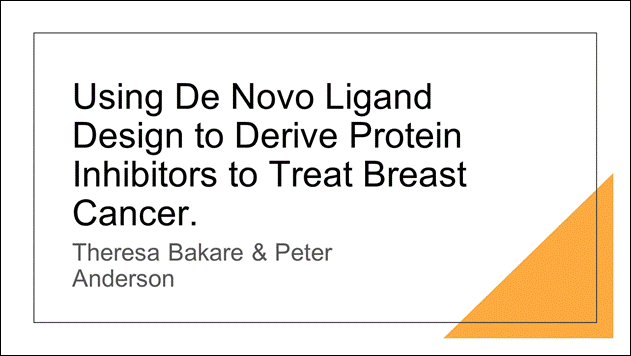 Using De Novo Ligand
Design to Derive Protein
Inhibitors to Treat Breast
Cancer.
Theresa Bakare & Peter
Anderson